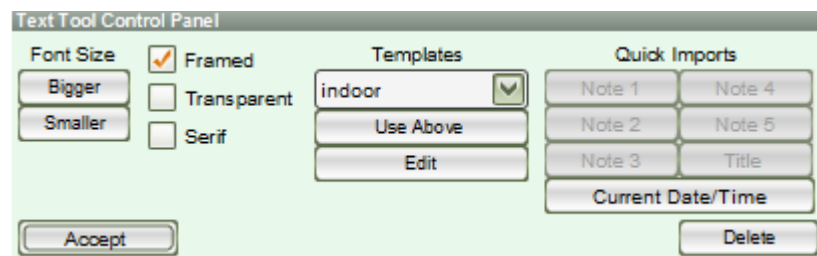 Text Tool Control Panel
Font Size
Bigger
Smaller
Framed
Transparent
Serif
Templates
indoor
Use Above
Edit
Quick Imports
Note 1 Note 4
Note 2 Note 5
Note 3 Title
Current Date/Time
Accept
Delete